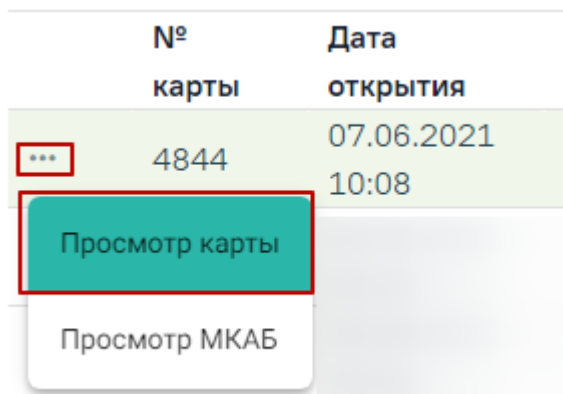 № Дата
карты открытия
••• 4844 07.06.2021
10:08
Просмотр карты
Просмотр МКАБ